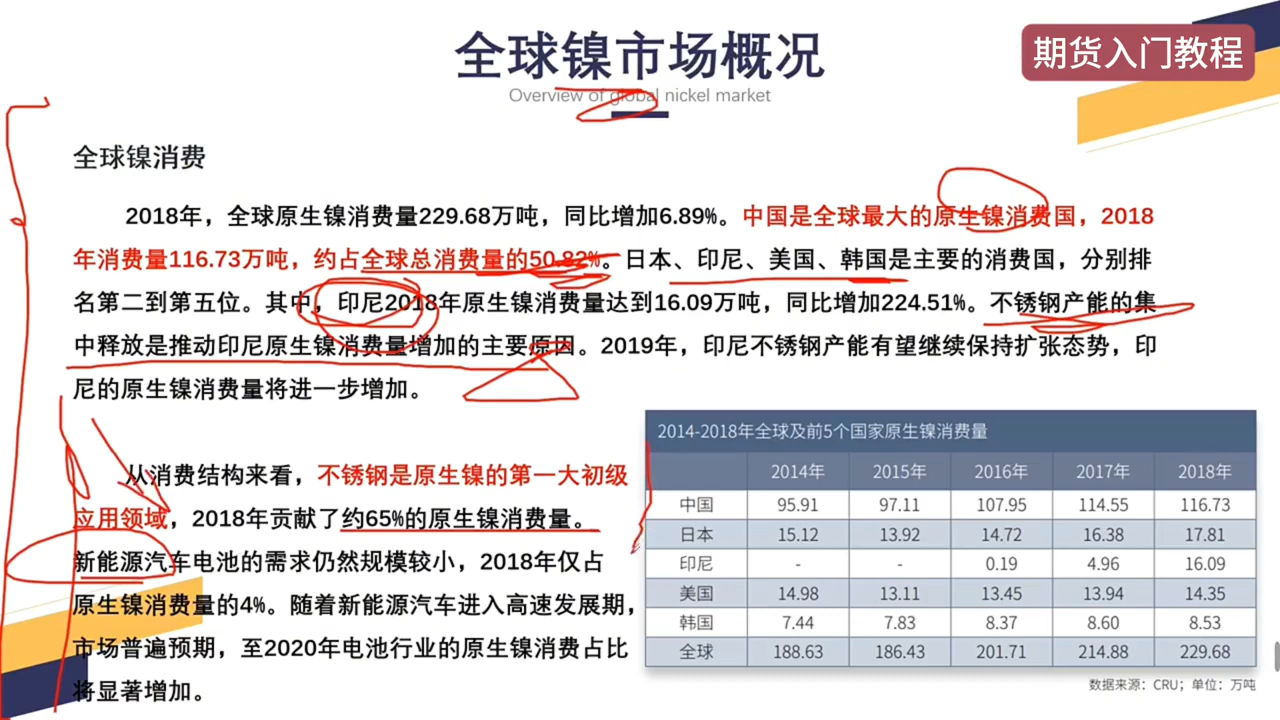 全球镍市场概况
期货入门教程
Overview of global nickel market
全球镍消费
2018年，全球原生镍消费量229.68万吨，同比增加6.89%。中国是全球最大的原生镍消费国，2018
年消费量116.73万吨，约占全球总消费量的50.82%。日本、印尼、美国、韩国是主要的消费国，分别排
名第二到第五位。其中，印尼2018年原生镍消费量达到16.09万吨，同比增加224.51%。不锈钢产能的集
中释放是推动印尼原生镍消费量增加的主要原因。2019年，印尼不锈钢产能有望继续保持扩张态势，印
尼的原生镍消费量将进一步增加。
从消费结构来看，不锈钢是原生镍的第一大初级
应用领域，2018年贡献了约65%的原生镍消费量。
新能源汽车电池的需求仍然规模较小，2018年仅占
原生镍消费量的4%。随着新能源汽车进入高速发展期，
市场普遍预期，至2020年电池行业的原生镍消费占比
将显著增加。
2014-2018年全球及前5个国家原生镍消费量
2014年 2015年 2016年 2017年 2018年
中国 95.91 97.11 107.95 114.55 116.73
日本 15.12 13.92 14.72 16.38 17.81
印尼 - - 0.19 4.96 16.09
美国 14.98 13.11 13.45 13.94 14.35
韩国 7.44 7.83 8.37 8.60 8.53
全球 188.63 186.43 201.71 214.88 229.68
数据来源：CRU；单位：万吨